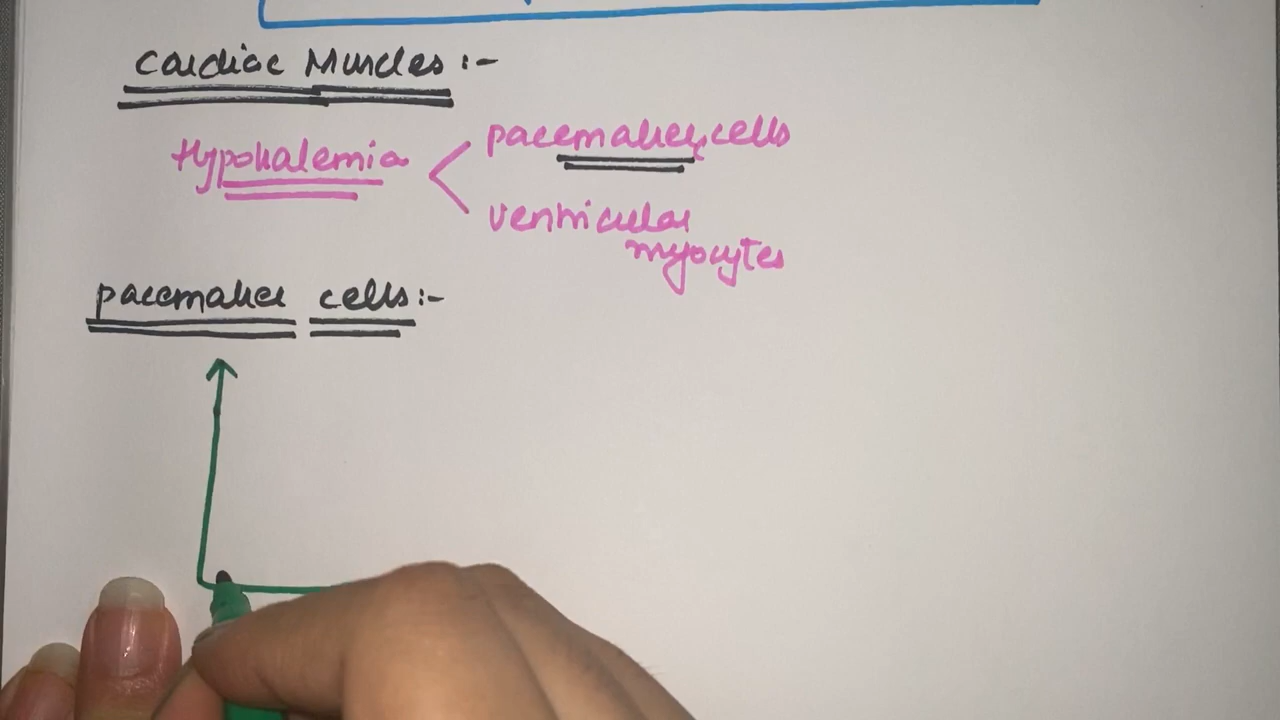 Cardiac Muscles :-
Hypokalemia
pacemaker cells
ventricular
myocytes
pacemaker cells :-